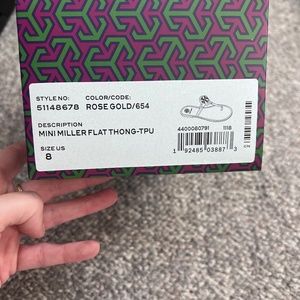 STYLE NO: COLOR/CODE:
51148678 ROSE GOLD/654
DESCRIPTION 4400080791 1118
MINI MILLER FLAT THONG-TPU
SIZE US
8
1 92485 03887 3